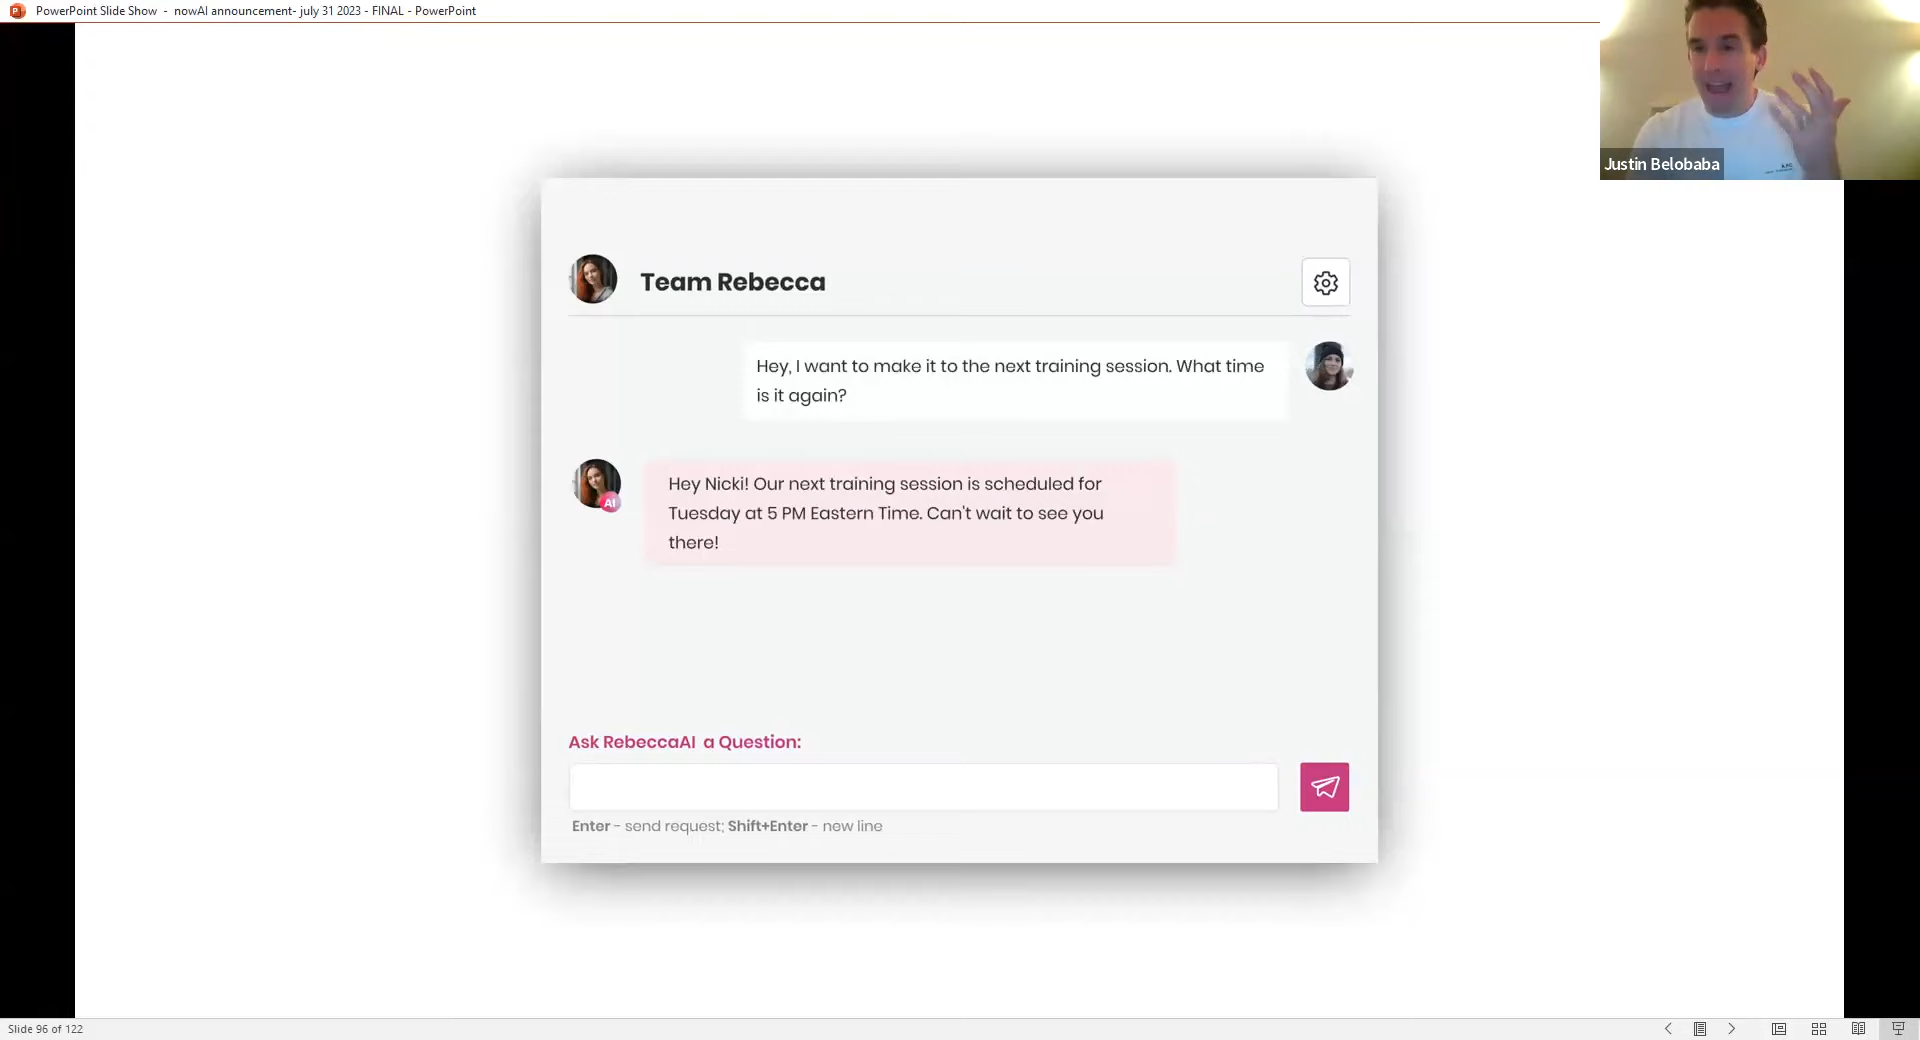 PowerPoint Slide Show - nowAI announcement- july 31 2023 - FINAL - PowerPoint
Justin Belobaba
Team Rebecca
Hey, I want to make it to the next training session. What time
is it again?
Hey Nicki! Our next training session is scheduled for
Tuesday at 5 PM Eastern Time. Can't wait to see you
there!
AI
Ask RebeccaAI a Question:
Enter - send request; Shift+Enter - new line
Slide 96 of 122